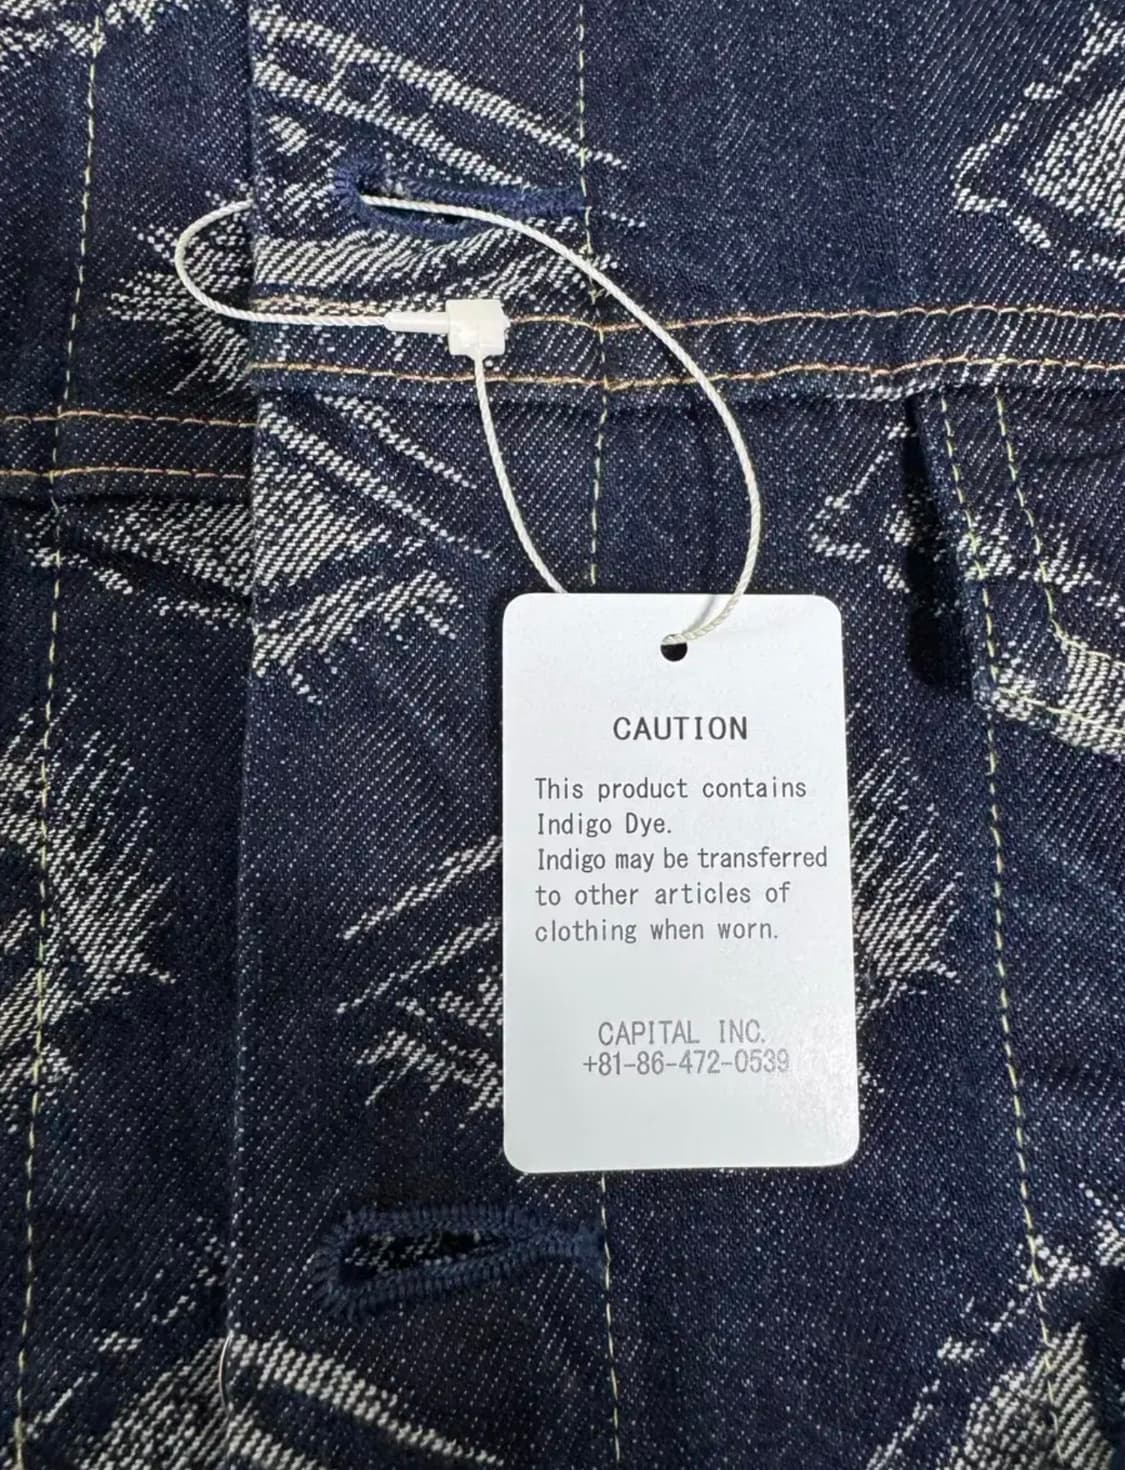 CAUTION
This product contains
Indigo Dye.
Indigo may be transferred
to other articles of
clothing when worn.
CAPITAL INC.
+81-86-472-0539